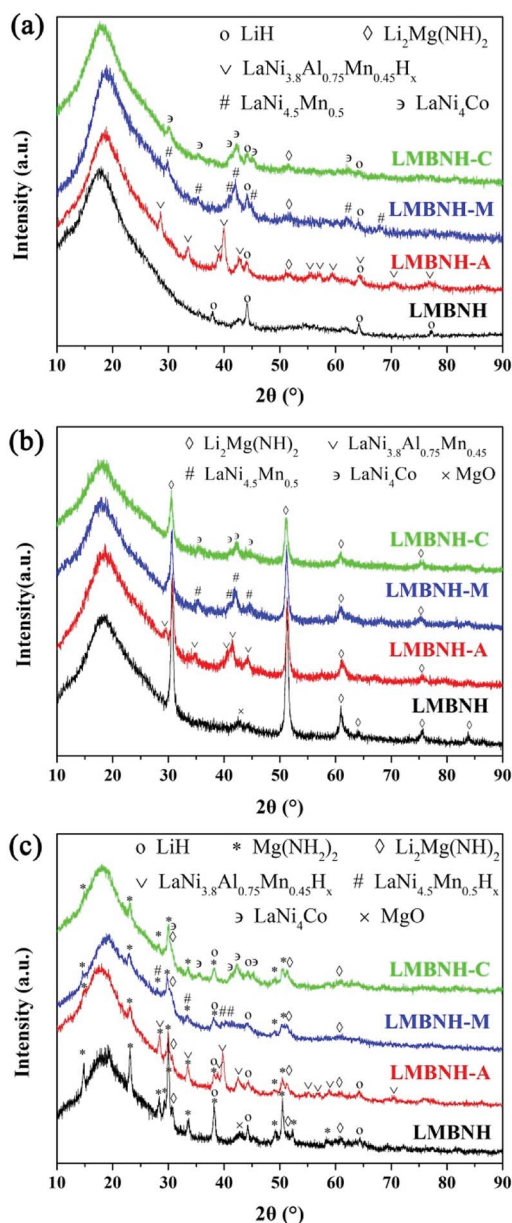 (a)
o LiH ◊ Li2Mg(NH)2
∨ LaNi3.8Al0.75Mn0.45Hx
# LaNi4.5Mn0.5 ɘ LaNi4Co
LMBNH-C
LMBNH-M
LMBNH-A
LMBNH
Intensity (a.u.)
10 20 30 40 50 60 70 80 90
2θ (°)
(b)
◊ Li2Mg(NH)2 ∨ LaNi3.8Al0.75Mn0.45
# LaNi4.5Mn0.5 ɘ LaNi4Co × MgO
LMBNH-C
LMBNH-M
LMBNH-A
LMBNH
Intensity(a.u.)
10 20 30 40 50 60 70 80 90
2θ (°)
(c)
o LiH * Mg(NH2)2 ◊ Li2Mg(NH)2
∨ LaNi3.8Al0.75Mn0.45Hx # LaNi4.5Mn0.5Hx
ɘ LaNi4Co × MgO
LMBNH-C
LMBNH-M
LMBNH-A
LMBNH
Intensity (a.u.)
10 20 30 40 50 60 70 80 90
2θ (°)